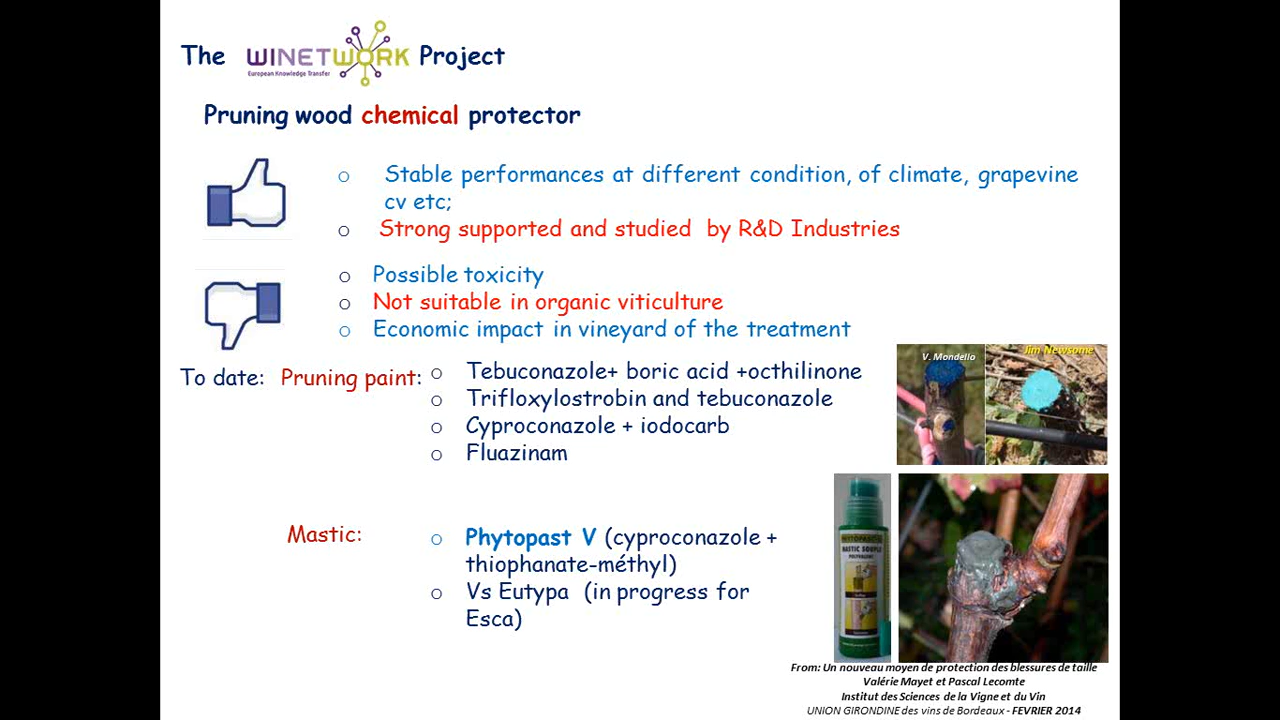 The WINETWORK Project
European Knowledge Transfer
Pruning wood chemical protector
o Stable performances at different condition, of climate, grapevine
cv etc;
o Strong supported and studied by R&D Industries
o Possible toxicity
o Not suitable in organic viticulture
o Economic impact in vineyard of the treatment
To date: Pruning paint:
o Tebuconazole+ boric acid +octhilinone
o Trifloxylostrobin and tebuconazole
o Cyproconazole + iodocarb
o Fluazinam
V. Mondello
Jim Newsome
Mastic:
o Phytopast V (cyproconazole +
thiophanate-méthyl)
o Vs Eutypa (in progress for
Esca)
MASTIC SOUPLE
From: Un nouveau moyen de protection des blessures de taille
Valérie Mayet et Pascal Lecomte
Institut des Sciences de la Vigne et du Vin
UNION GIRONDINE des vins de Bordeaux - FEVRIER 2014